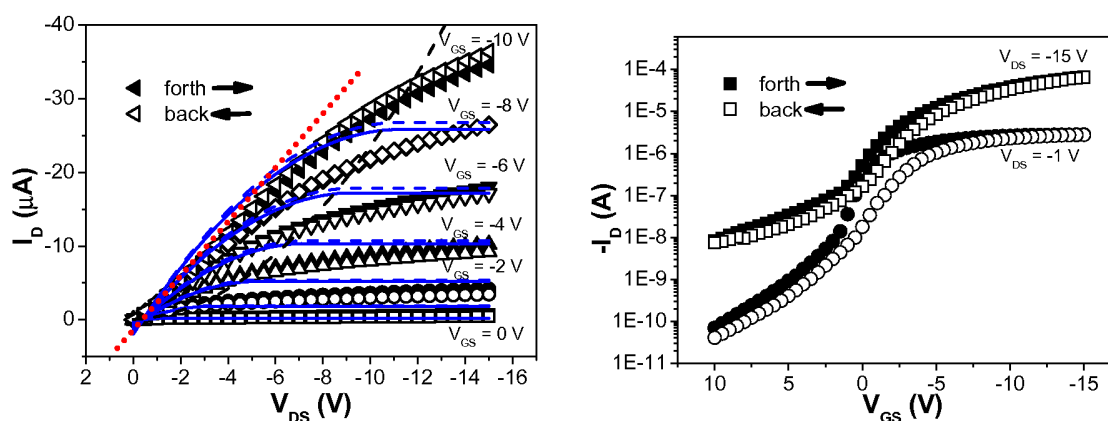 -40
-30
-20
-10
0
I_D (μA)
forth
back
V_GS = -10 V
V_GS = -8 V
V_GS = -6 V
V_GS = -4 V
V_GS = -2 V
V_GS = 0 V
2 0 -2 -4 -6 -8 -10 -12 -14 -16
V_DS (V)
1E-4
1E-5
1E-6
1E-7
1E-8
1E-9
1E-10
1E-11
-I_D (A)
forth
back
V_DS = -15 V
V_DS = -1 V
10 5 0 -5 -10 -15
V_GS (V)